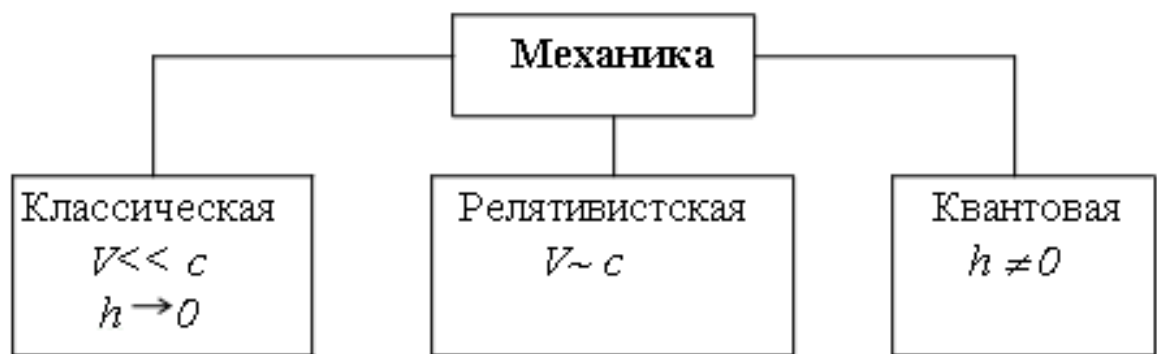 Механика
Классическая
V<< c
h →0
Релятивистская
V~ c
Квантовая
h ≠0